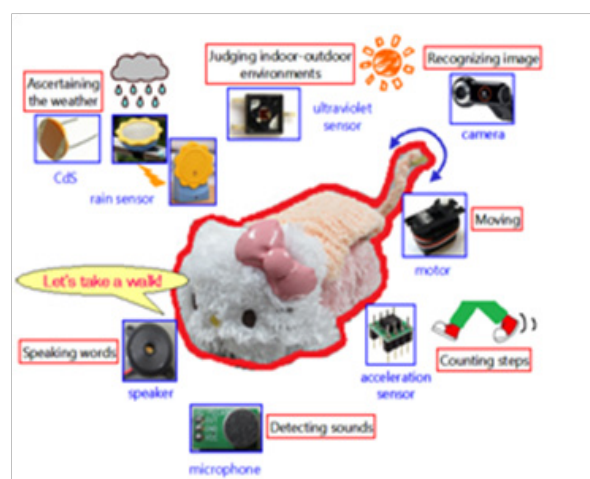 Judging indoor-outdoor
environments
Recognizing image
Ascertaining
the weather
ultraviolet
sensor
camera
CdS
rain sensor
Moving
motor
Let's take a walk!
Speaking words
speaker
acceleration
sensor
Counting steps
Detecting sounds
microphone